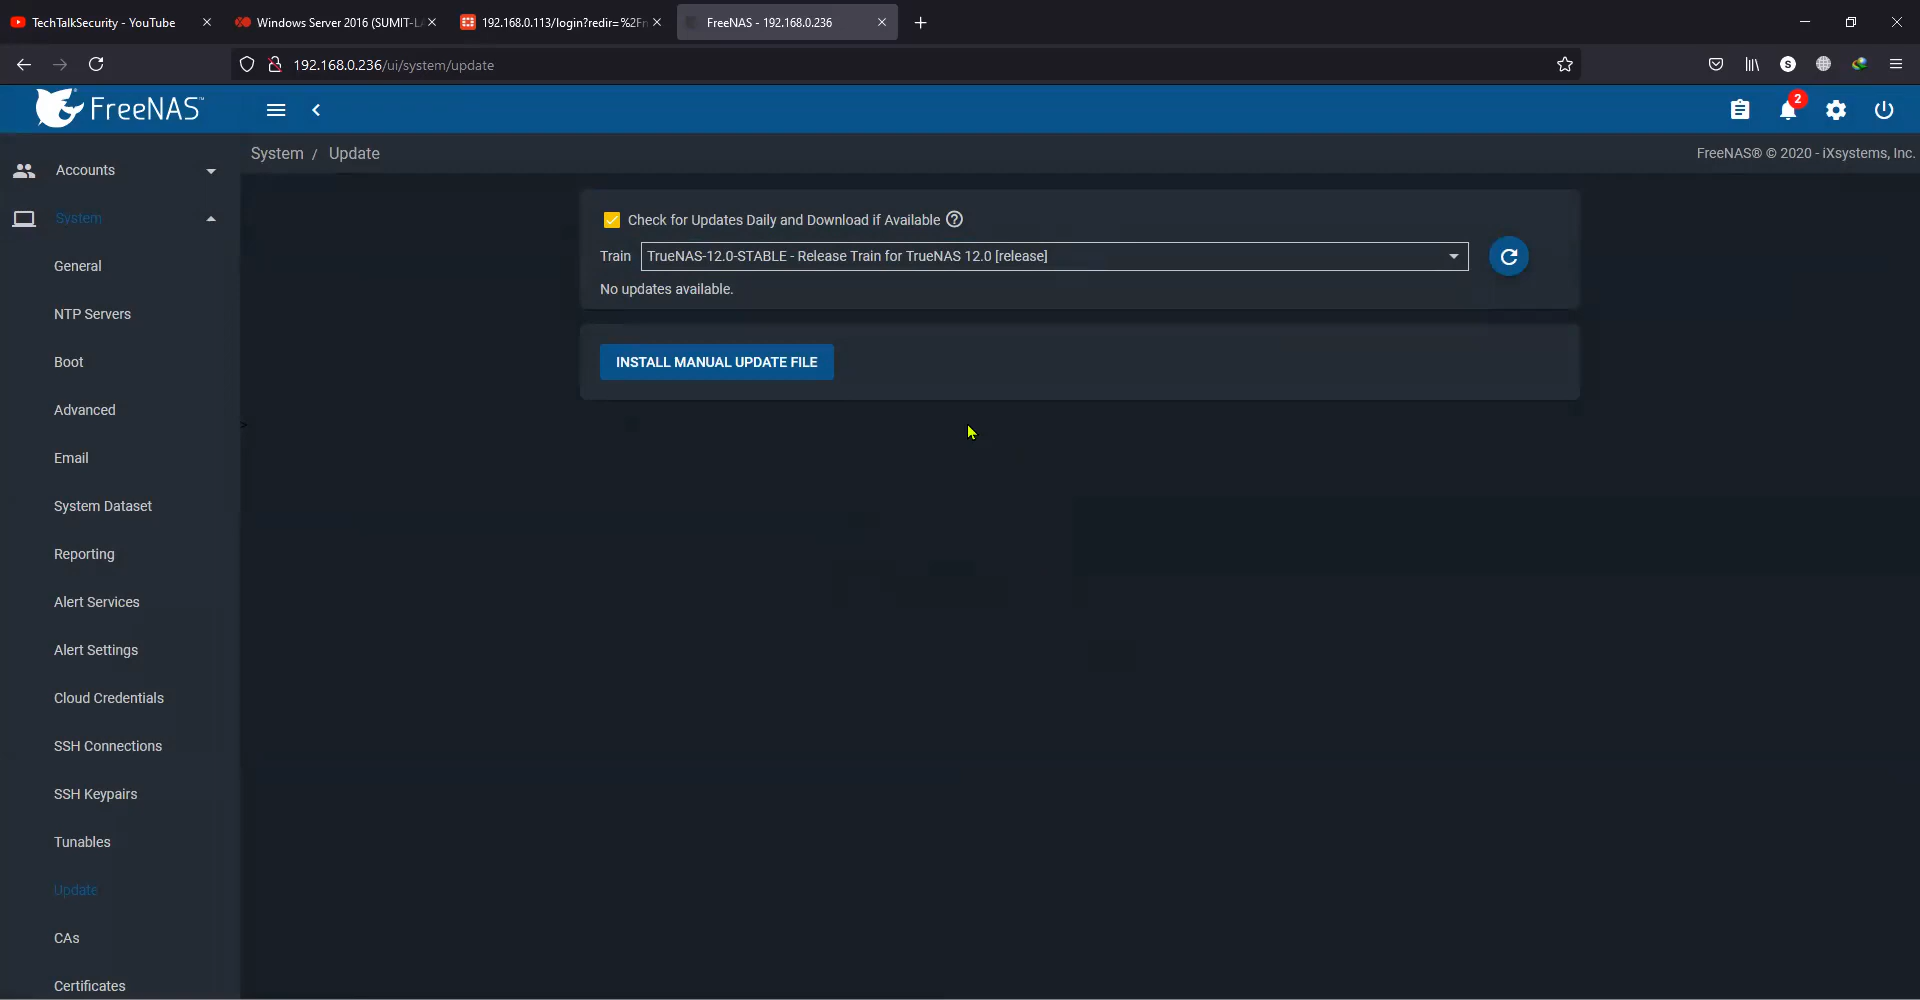 TechTalkSecurity - YouTube
Windows Server 2016 (SUMIT-L
192.168.0.113/login?redir=%2F
FreeNAS - 192.168.0.236
192.168.0.236/ui/system/update
S
FreeNAS
2
System / Update
FreeNAS® © 2020 - iXsystems, Inc.
Accounts
System
General
NTP Servers
Boot
Advanced
Email
System Dataset
Reporting
Alert Services
Alert Settings
Cloud Credentials
SSH Connections
SSH Keypairs
Tunables
Update
CAs
Certificates
Check for Updates Daily and Download if Available
Train TrueNAS-12.0-STABLE - Release Train for TrueNAS 12.0 [release]
No updates available.
INSTALL MANUAL UPDATE FILE
>